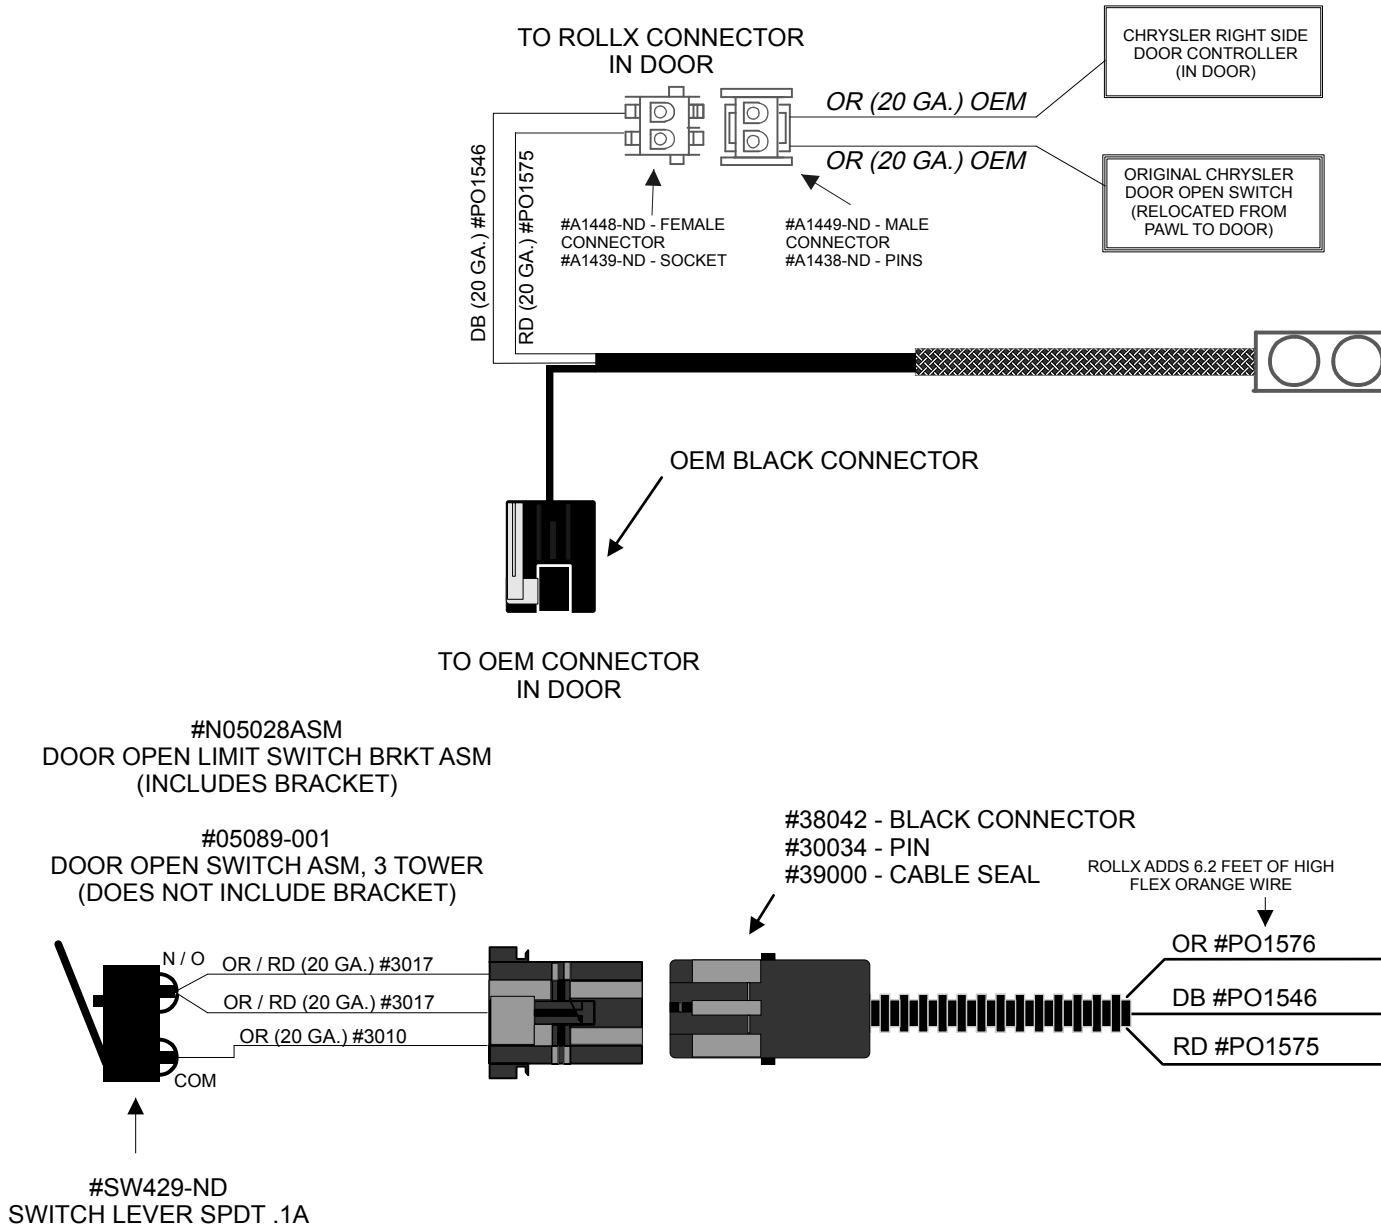 TO ROLLX CONNECTOR
IN DOOR
CHRYSLER RIGHT SIDE
DOOR CONTROLLER
(IN DOOR)
OR (20 GA.) OEM
OR (20 GA.) OEM
ORIGINAL CHRYSLER
DOOR OPEN SWITCH
(RELOCATED FROM
PAWL TO DOOR)
DB (20 GA.) #PO1546
RD (20 GA.) #PO1575
#A1448-ND - FEMALE
CONNECTOR
#A1439-ND - SOCKET
#A1449-ND - MALE
CONNECTOR
#A1438-ND - PINS
OEM BLACK CONNECTOR
TO OEM CONNECTOR
IN DOOR
#N05028ASM
DOOR OPEN LIMIT SWITCH BRKT ASM
(INCLUDES BRACKET)
#05089-001
DOOR OPEN SWITCH ASM, 3 TOWER
(DOES NOT INCLUDE BRACKET)
#38042 - BLACK CONNECTOR
#30034 - PIN
#39000 - CABLE SEAL
ROLLX ADDS 6.2 FEET OF HIGH
FLEX ORANGE WIRE
N / O
OR / RD (20 GA.) #3017
OR / RD (20 GA.) #3017
OR (20 GA.) #3010
COM
OR #PO1576
DB #PO1546
RD #PO1575
#SW429-ND
SWITCH LEVER SPDT .1A